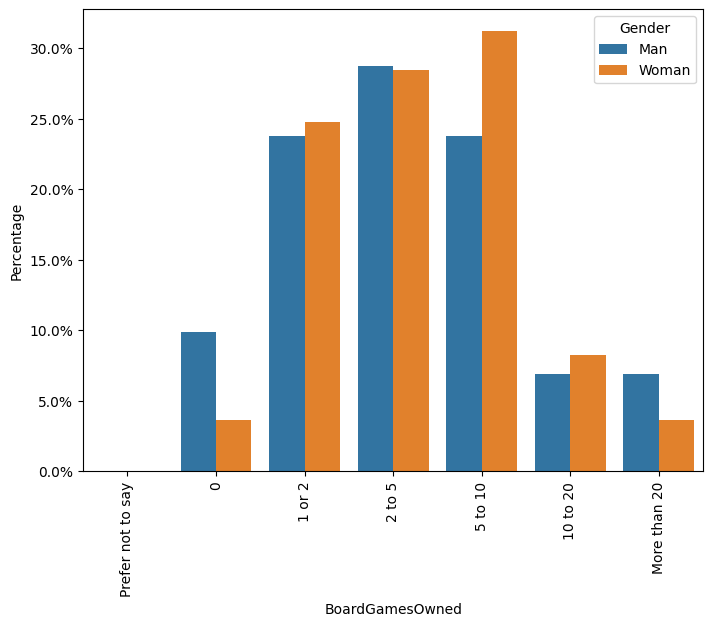 Gender
Man
Woman
30.0%
25.0%
20.0%
15.0%
10.0%
5.0%
0.0%
Percentage
Prefer not to say
0
1 or 2
2 to 5
5 to 10
10 to 20
More than 20
BoardGamesOwned